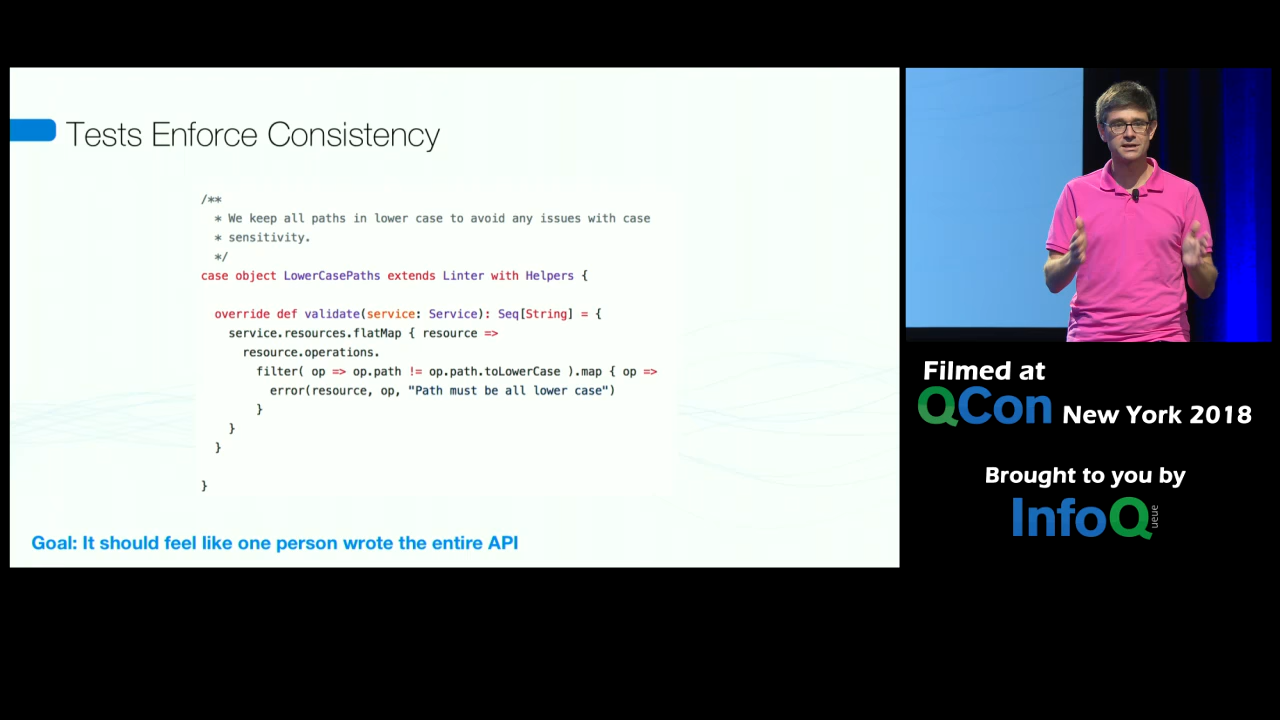 Tests Enforce Consistency
/**
* We keep all paths in lower case to avoid any issues with case
* sensitivity.
*/
case object LowerCasePaths extends Linter with Helpers {
override def validate(service: Service): Seq[String] = {
service.resources.flatMap { resource =>
resource.operations.
filter( op => op.path != op.path.toLowerCase ).map { op =>
error(resource, op, "Path must be all lower case")
}
}
}
}
Goal: It should feel like one person wrote the entire API
Filmed at
QCon New York 2018
Brought to you by
InfoQueue